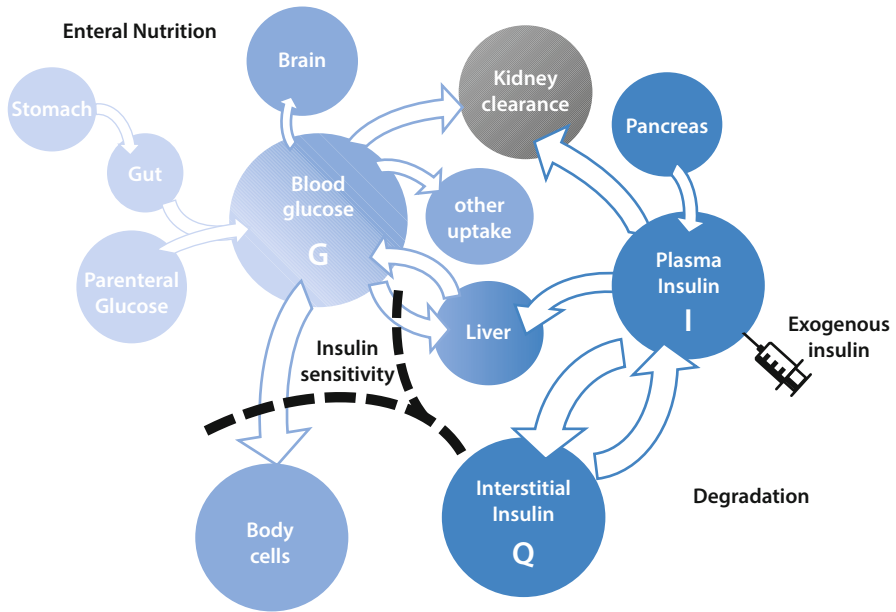 Enteral Nutrition
Brain
Kidney
clearance
Stomach
Pancreas
Gut
Blood
glucose
G
other
uptake
Parenteral
Glucose
Plasma
Insulin
I
Liver
Exogenous
insulin
Insulin
sensitivity
Interstitial
Insulin
Q
Degradation
Body
cells